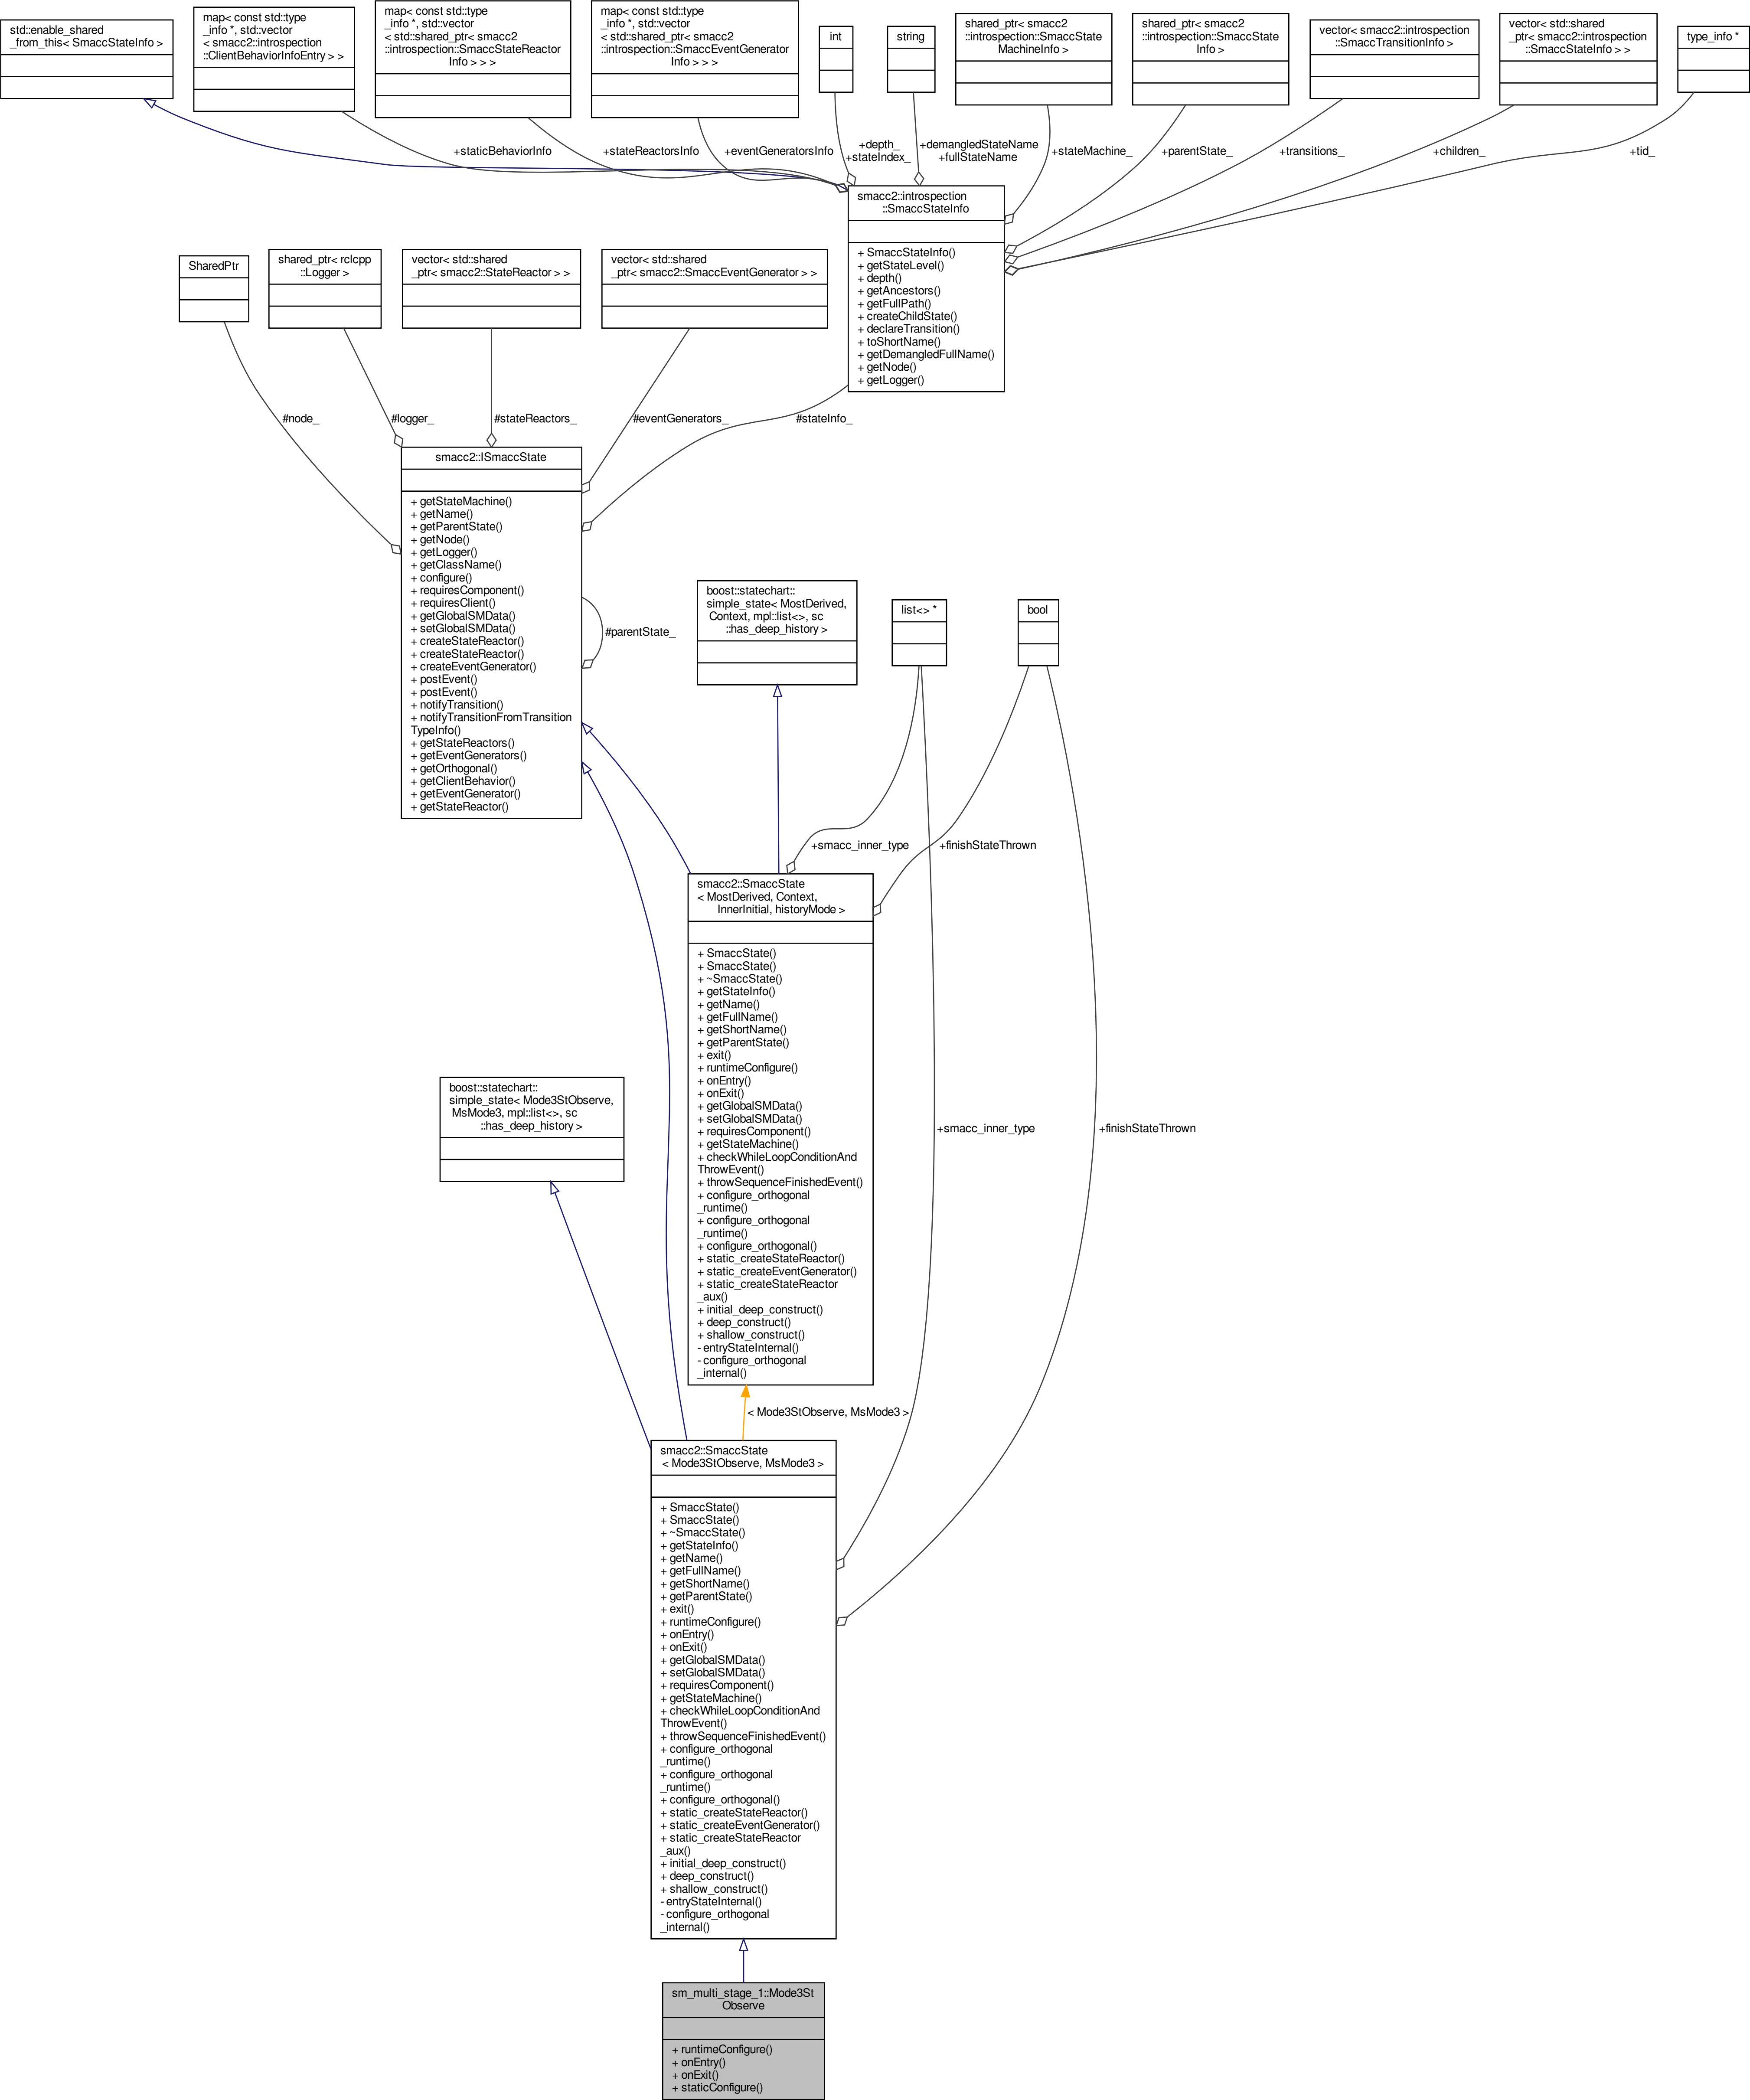 std::enable_shared
_from_this< SmaccStateInfo >
map< const std::type
_info *, std::vector
< smacc2::introspection
::ClientBehaviorInfoEntry > >
map< const std::type
_info *, std::vector
< std::shared_ptr< smacc2
::introspection::SmaccStateReactor
Info > > >
map< const std::type
_info *, std::vector
< std::shared_ptr< smacc2
::introspection::SmaccEventGenerator
Info > > >
int
string
shared_ptr< smacc2
::introspection::SmaccState
MachineInfo >
shared_ptr< smacc2
::introspection::SmaccState
Info >
vector< smacc2::introspection
::SmaccTransitionInfo >
vector< std::shared
_ptr< smacc2::introspection
::SmaccStateInfo > >
type_info *
+staticBehaviorInfo
+stateReactorsInfo
+eventGeneratorsInfo
+depth_
+stateIndex_
+demangledStateName
+fullStateName
+stateMachine_
+parentState_
+transitions_
+children_
+tid_
smacc2::introspection
::SmaccStateInfo
+ SmaccStateInfo()
+ getStateLevel()
+ depth()
+ getAncestors()
+ getFullPath()
+ createChildState()
+ declareTransition()
+ toShortName()
+ getDemangledFullName()
+ getNode()
+ getLogger()
SharedPtr
shared_ptr< rclcpp
::Logger >
vector< std::shared
_ptr< smacc2::StateReactor > >
vector< std::shared
_ptr< smacc2::SmaccEventGenerator > >
#node_
#logger_
#stateReactors_
#eventGenerators_
#stateInfo_
smacc2::ISmaccState
+ getStateMachine()
+ getName()
+ getParentState()
+ getNode()
+ getLogger()
+ getClassName()
+ configure()
+ requiresComponent()
+ requiresClient()
+ getGlobalSMData()
+ setGlobalSMData()
+ createStateReactor()
+ createStateReactor()
+ createEventGenerator()
+ postEvent()
+ postEvent()
+ notifyTransition()
+ notifyTransitionFromTransition
TypeInfo()
+ getStateReactors()
+ getEventGenerators()
+ getOrthogonal()
+ getClientBehavior()
+ getEventGenerator()
+ getStateReactor()
#parentState_
boost::statechart::
simple_state< MostDerived,
Context, mpl::list<>, sc
::has_deep_history >
list<> *
bool
+smacc_inner_type
+finishStateThrown
smacc2::SmaccState
< MostDerived, Context,
InnerInitial, historyMode >
+ SmaccState()
+ SmaccState()
+ ~SmaccState()
+ getStateInfo()
+ getName()
+ getFullName()
+ getShortName()
+ getParentState()
+ exit()
+ runtimeConfigure()
+ onEntry()
+ onExit()
+ getGlobalSMData()
+ setGlobalSMData()
+ requiresComponent()
+ getStateMachine()
+ checkWhileLoopConditionAnd
ThrowEvent()
+ throwSequenceFinishedEvent()
+ configure_orthogonal
_runtime()
+ configure_orthogonal
_runtime()
+ configure_orthogonal()
+ static_createStateReactor()
+ static_createEventGenerator()
+ static_createStateReactor
_aux()
+ initial_deep_construct()
+ deep_construct()
+ shallow_construct()
- entryStateInternal()
- configure_orthogonal
_internal()
boost::statechart::
simple_state< Mode3StObserve,
MsMode3, mpl::list<>, sc
::has_deep_history >
+smacc_inner_type
+finishStateThrown
< Mode3StObserve, MsMode3 >
smacc2::SmaccState
< Mode3StObserve, MsMode3 >
+ SmaccState()
+ SmaccState()
+ ~SmaccState()
+ getStateInfo()
+ getName()
+ getFullName()
+ getShortName()
+ getParentState()
+ exit()
+ runtimeConfigure()
+ onEntry()
+ onExit()
+ getGlobalSMData()
+ setGlobalSMData()
+ requiresComponent()
+ getStateMachine()
+ checkWhileLoopConditionAnd
ThrowEvent()
+ throwSequenceFinishedEvent()
+ configure_orthogonal
_runtime()
+ configure_orthogonal
_runtime()
+ configure_orthogonal()
+ static_createStateReactor()
+ static_createEventGenerator()
+ static_createStateReactor
_aux()
+ initial_deep_construct()
+ deep_construct()
+ shallow_construct()
- entryStateInternal()
- configure_orthogonal
_internal()
sm_multi_stage_1::Mode3St
Observe
+ runtimeConfigure()
+ onEntry()
+ onExit()
+ staticConfigure()